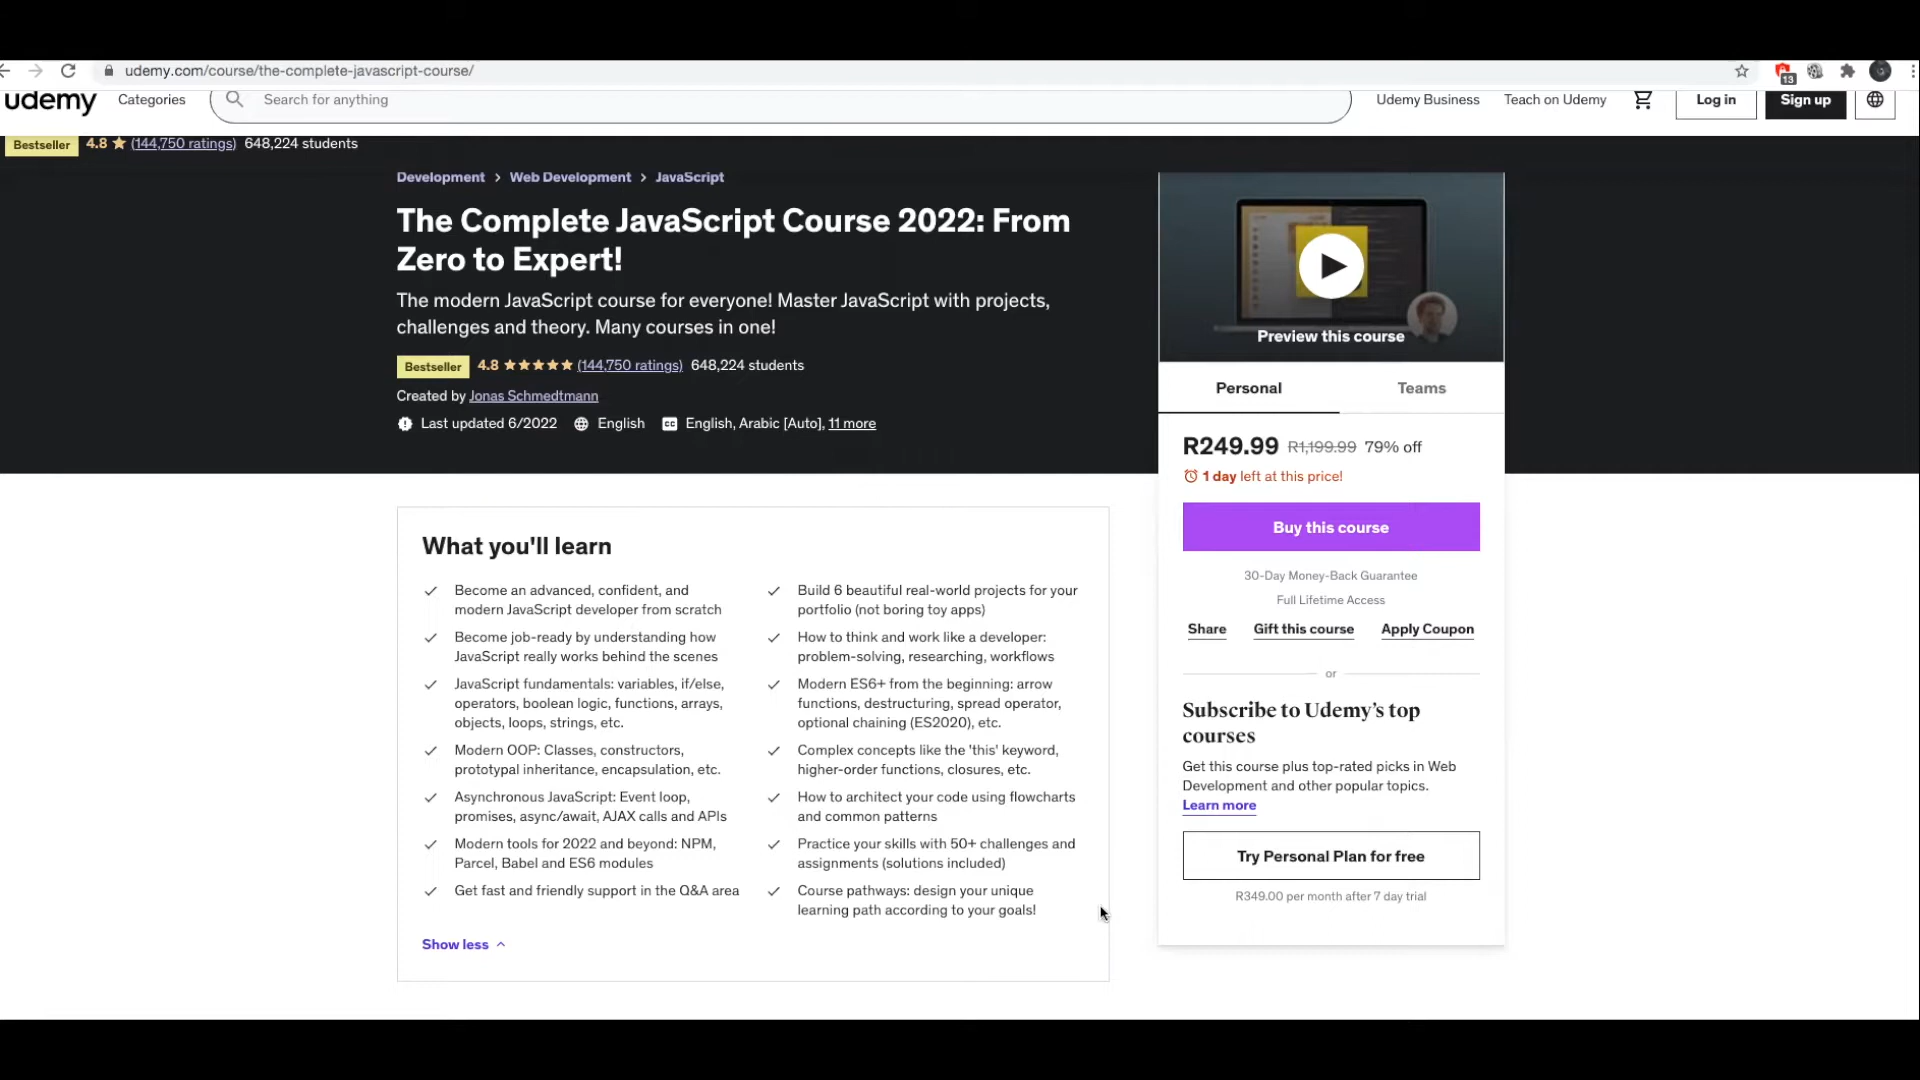 udemy.com/course/the-complete-javascript-course/
13
udemy
Categories
Search for anything
Udemy Business
Teach on Udemy
Log in
Sign up
Bestseller 4.8 (144,750 ratings) 648,224 students
Development > Web Development > JavaScript
The Complete JavaScript Course 2022: From
Zero to Expert!
The modern JavaScript course for everyone! Master JavaScript with projects,
challenges and theory. Many courses in one!
Bestseller 4.8 (144,750 ratings) 648,224 students
Created by Jonas Schmedtmann
Last updated 6/2022 English CC English, Arabic [Auto], 11 more
Preview this course
Personal
Teams
R249.99 R1,199.99 79% off
1 day left at this price!
Buy this course
30-Day Money-Back Guarantee
Full Lifetime Access
Share
Gift this course
Apply Coupon
or
Subscribe to Udemy’s top
courses
Get this course plus top-rated picks in Web
Development and other popular topics.
Learn more
Try Personal Plan for free
R349.00 per month after 7 day trial
What you'll learn
Become an advanced, confident, and
modern JavaScript developer from scratch
Build 6 beautiful real-world projects for your
portfolio (not boring toy apps)
Become job-ready by understanding how
JavaScript really works behind the scenes
How to think and work like a developer:
problem-solving, researching, workflows
JavaScript fundamentals: variables, if/else,
operators, boolean logic, functions, arrays,
objects, loops, strings, etc.
Modern ES6+ from the beginning: arrow
functions, destructuring, spread operator,
optional chaining (ES2020), etc.
Modern OOP: Classes, constructors,
prototypal inheritance, encapsulation, etc.
Complex concepts like the 'this' keyword,
higher-order functions, closures, etc.
Asynchronous JavaScript: Event loop,
promises, async/await, AJAX calls and APIs
How to architect your code using flowcharts
and common patterns
Modern tools for 2022 and beyond: NPM,
Parcel, Babel and ES6 modules
Practice your skills with 50+ challenges and
assignments (solutions included)
Get fast and friendly support in the Q&A area
Course pathways: design your unique
learning path according to your goals!
Show less